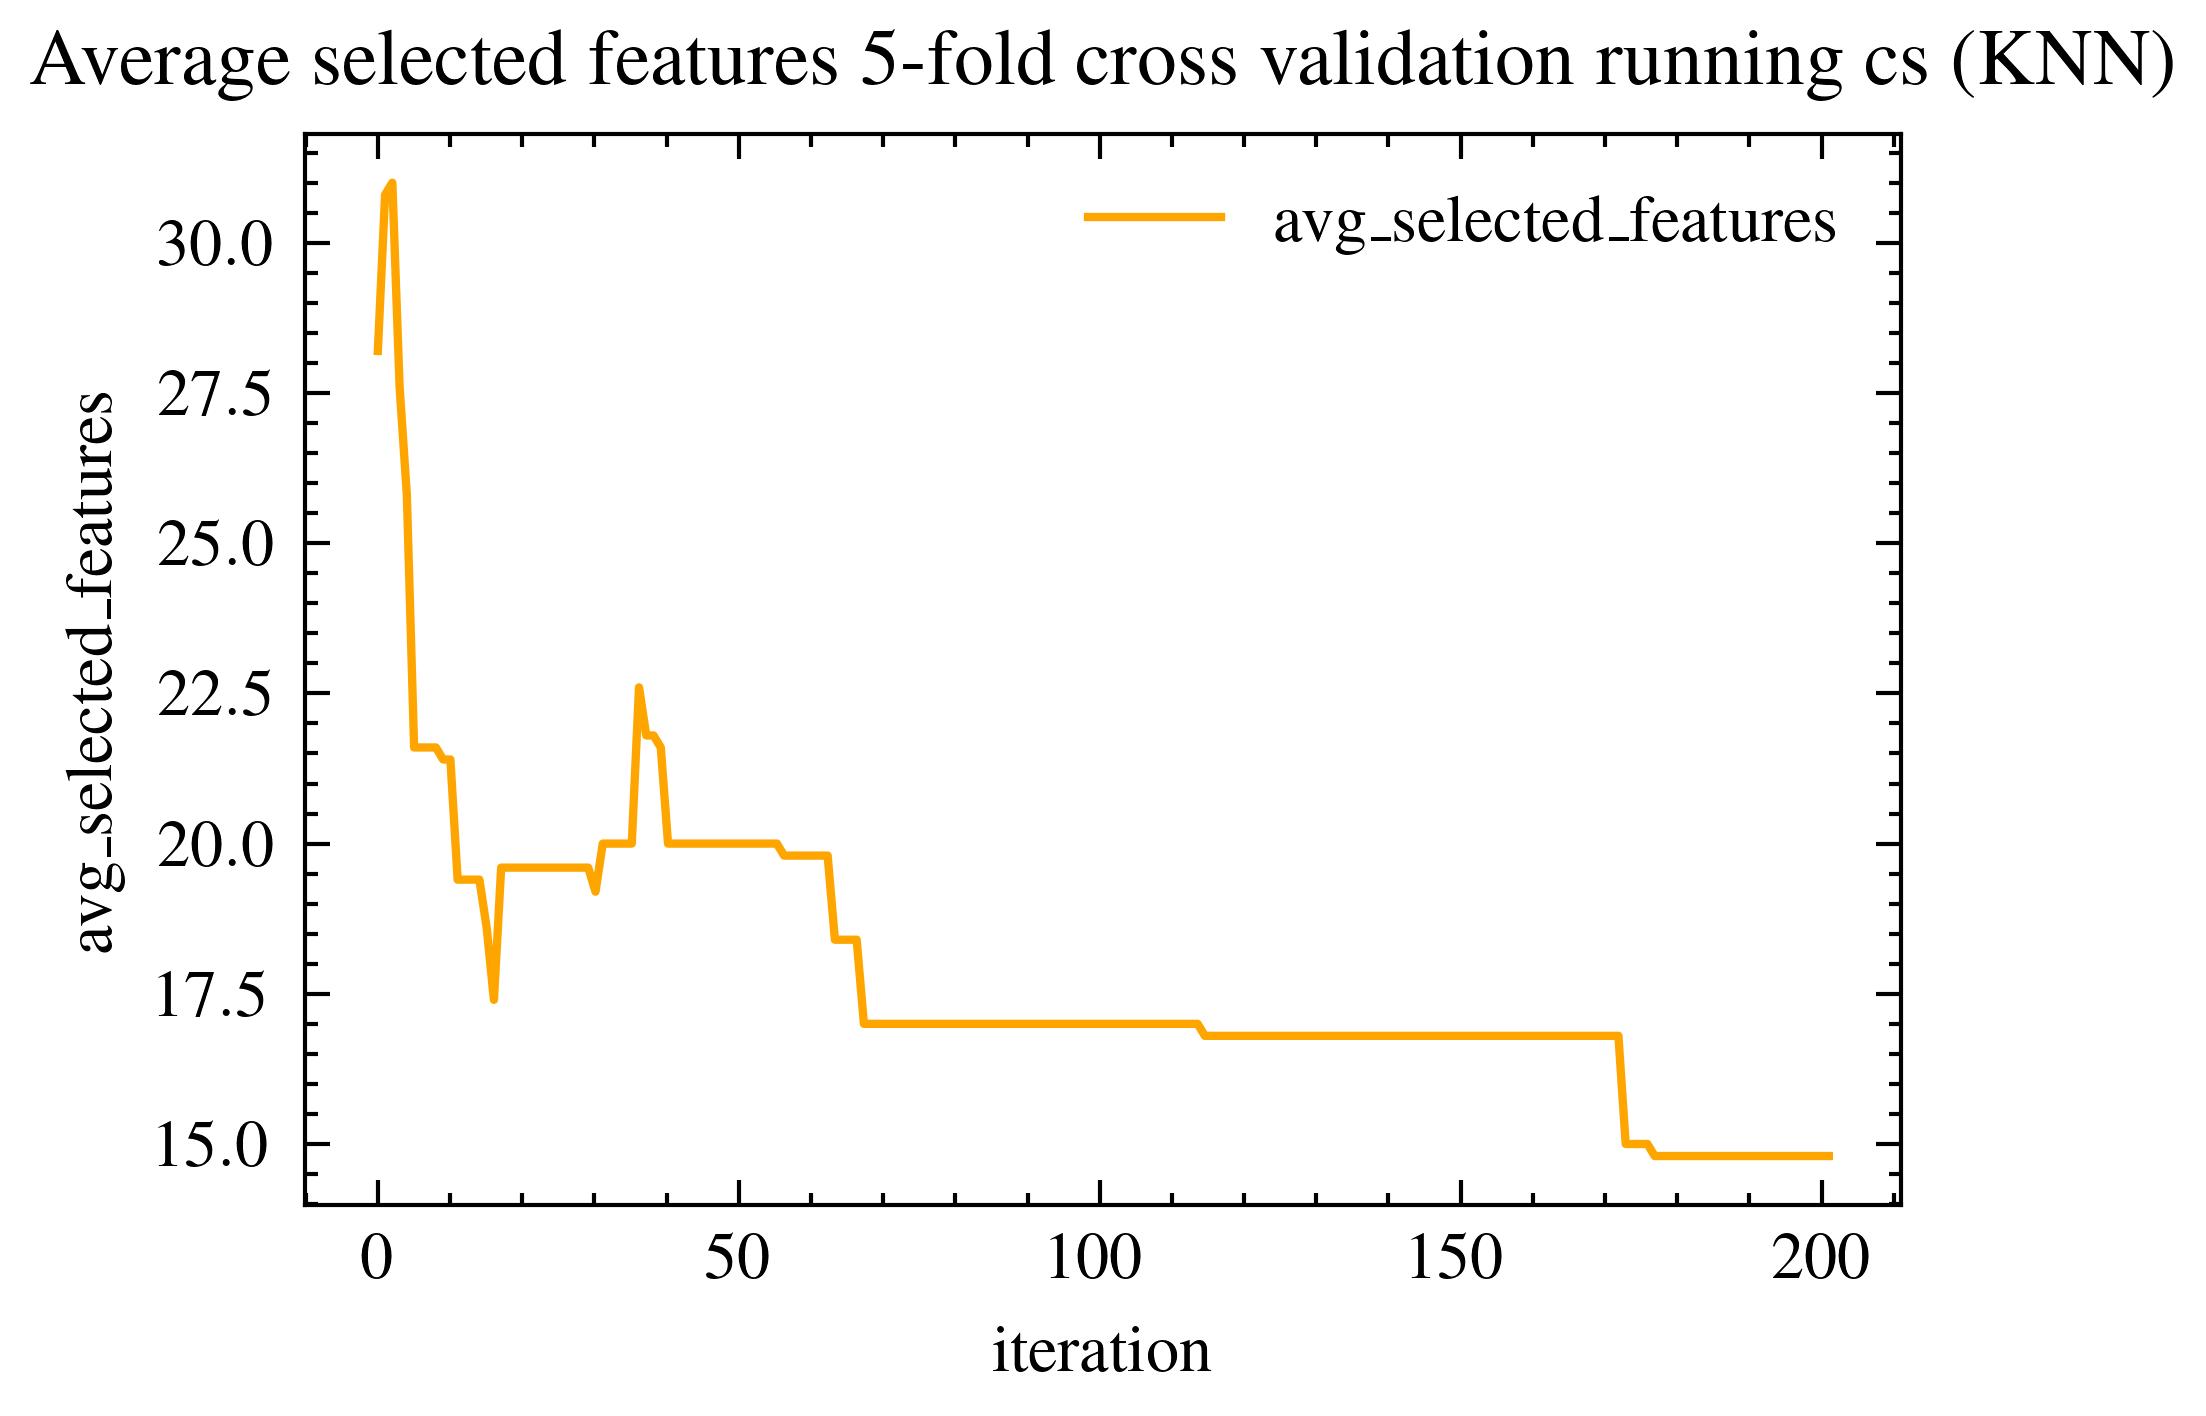 Average selected features 5-fold cross validation running cs (KNN)
avg_selected_features
30.0
27.5
25.0
22.5
20.0
17.5
15.0
avg_selected_features
0 50 100 150 200
iteration